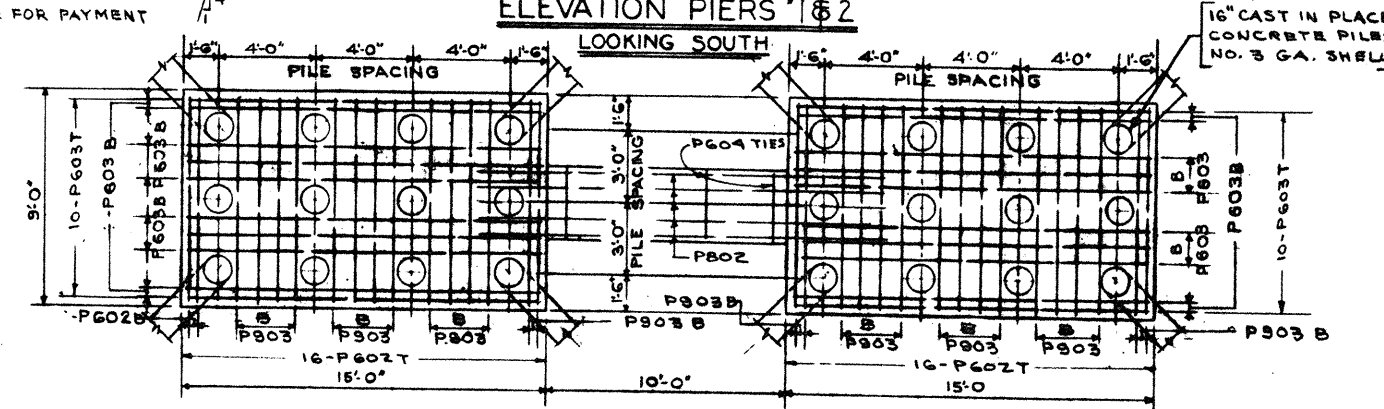 FOR PAYMENT
ELEVATION PIERS 1&2
LOOKING SOUTH
16" CAST IN PLACE
CONCRETE PILES
NO. 3 GA. SHELL
1'-6" 4'-0" 4'-0" 4'-0" 1'-6"
PILE SPACING
1'-6" 4'-0" 4'-0" 4'-0" 1'-6"
PILE SPACING
9'-0"
10-P603T
-P603B
P603B P603B
1'-6" 3'-0" 3'-0" 1'-6"
PILE SPACING
P604 TIES
P802
B P803
B P608
P603B
10-P603T
-P602B
B B B
P903 P903 P903
P903 B
16-P602T
15'-0"
10'-0"
P903B
B B B
P903 P903 P903
P903 B
16-P602T
15'-0